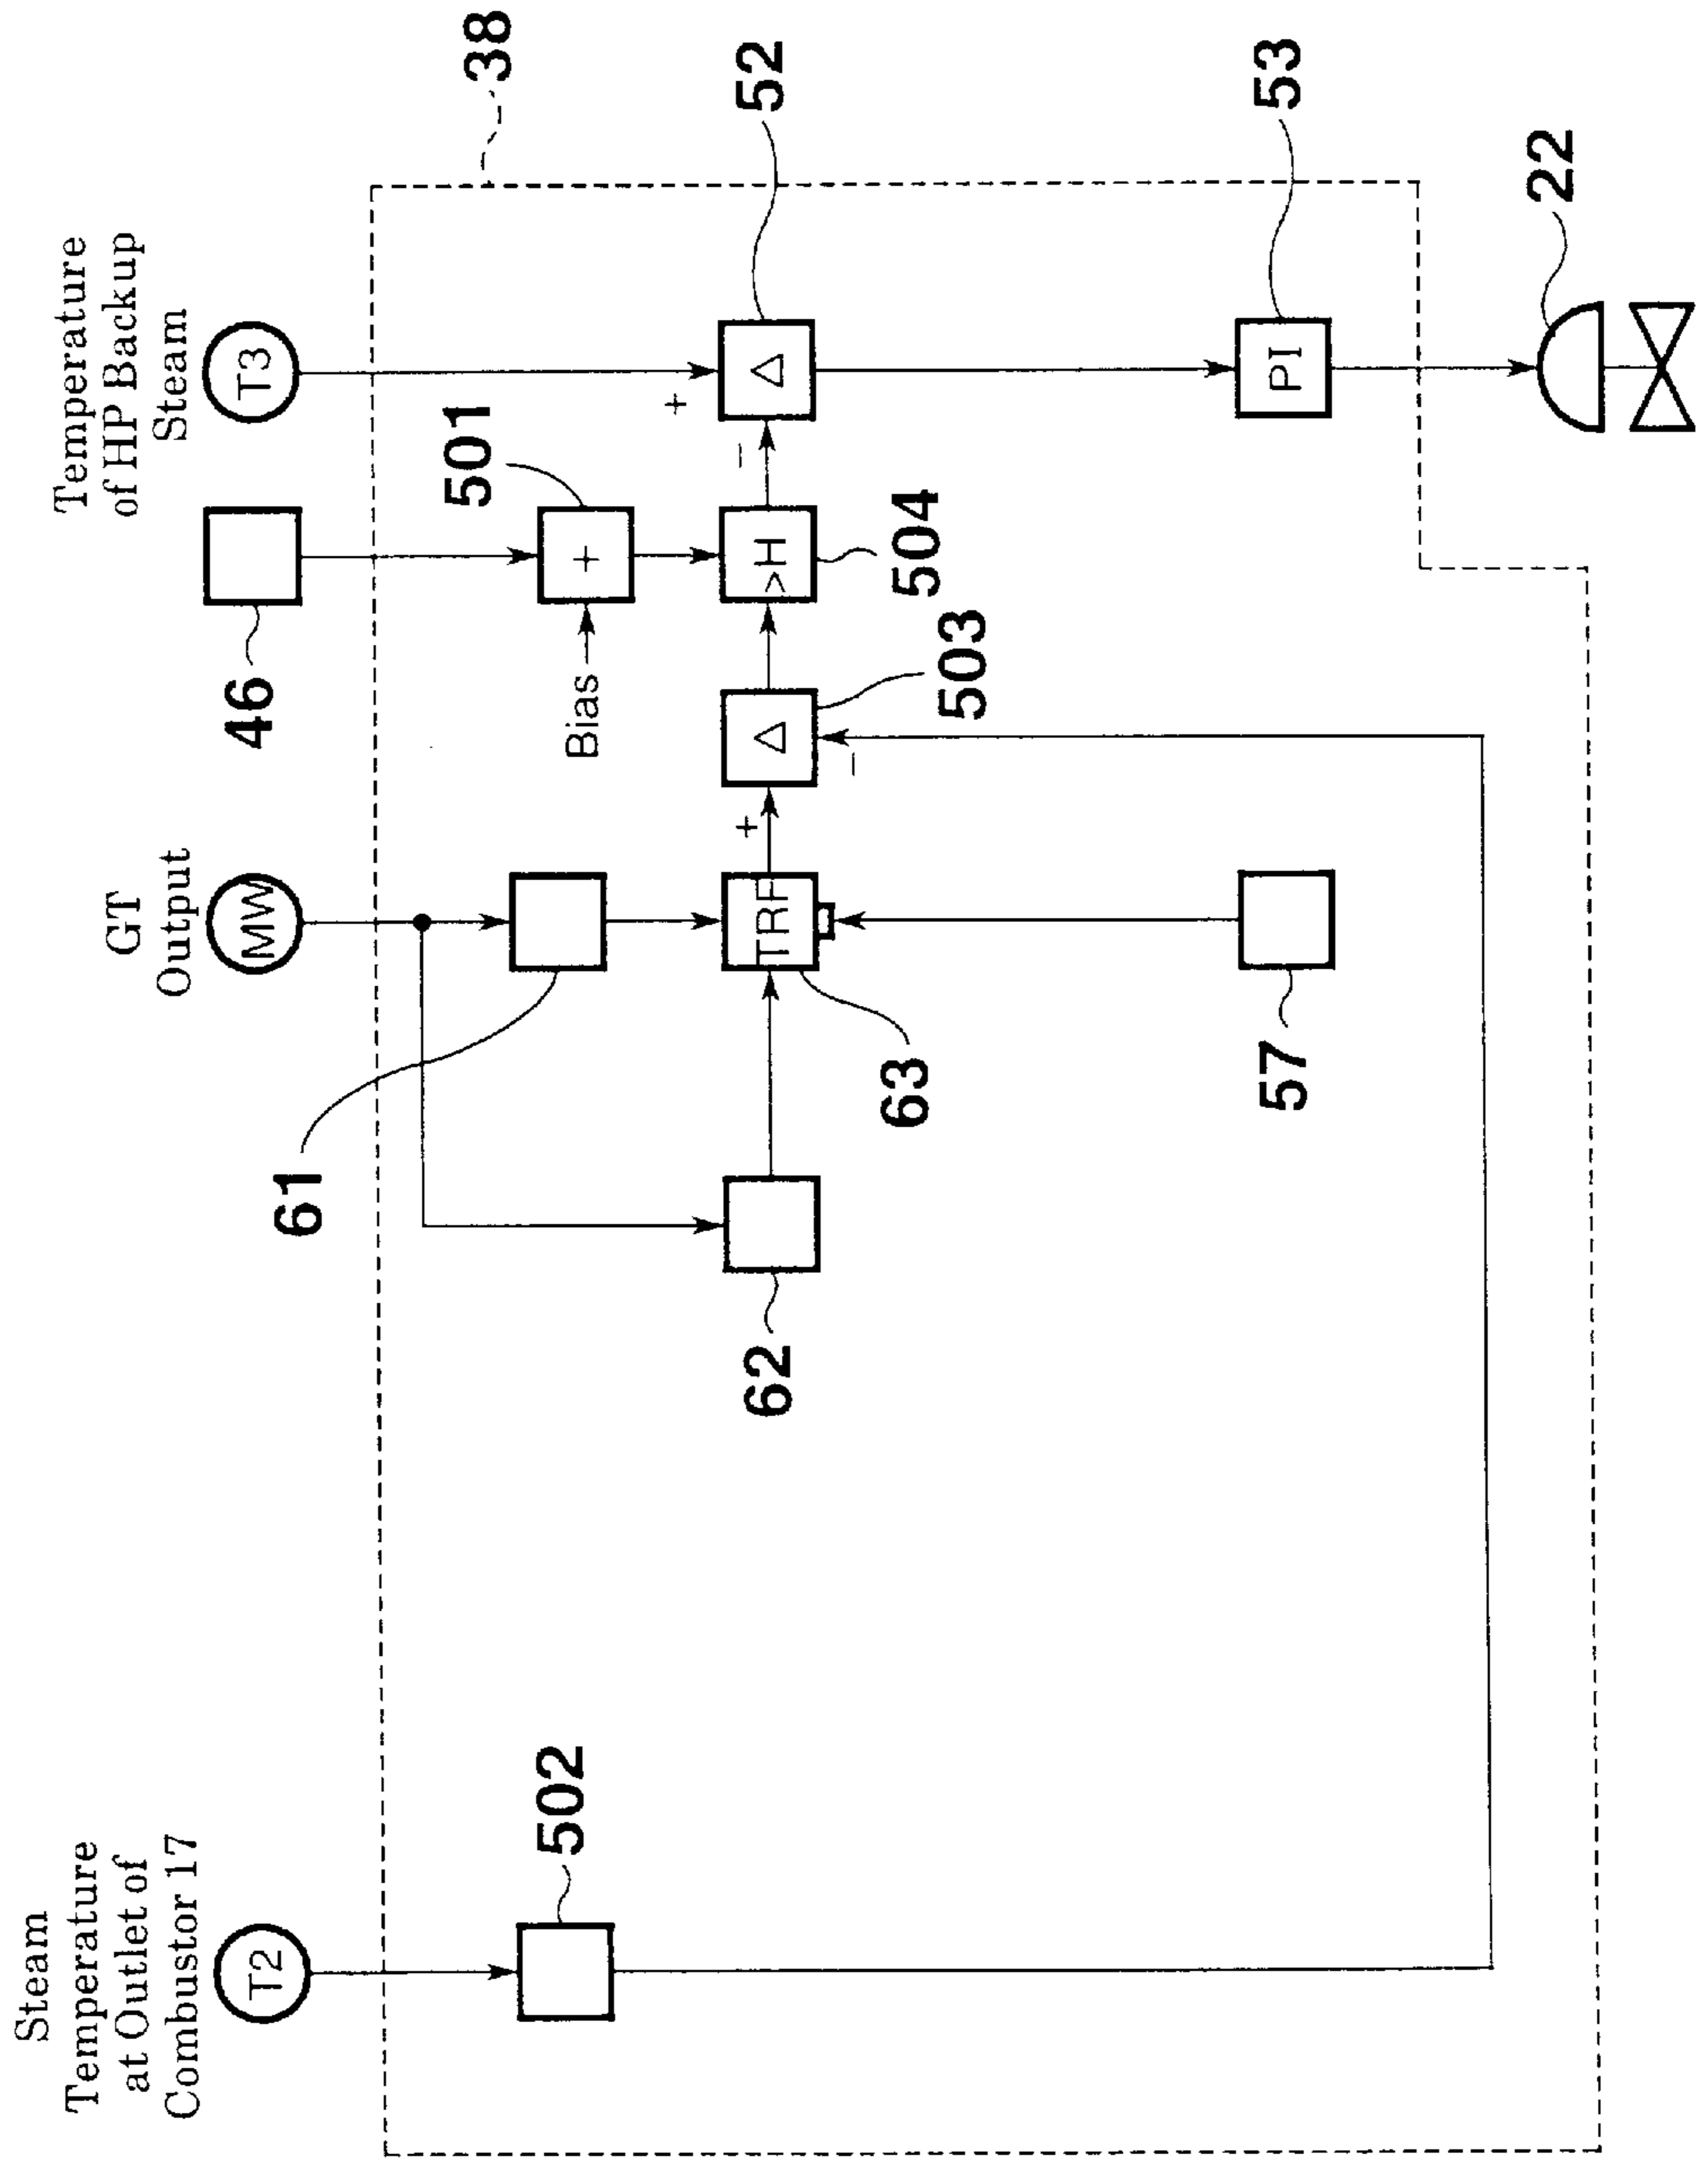 Steam
Temperature
at Outlet of
Combustor 17
T2
502
GT
Output
MW
61
62
TRF
63
57
+
−
Δ
503
46
Bias
+
501
>H
504
Temperature
of HP Backup
Steam
T3
+
−
Δ
52
PI
53
22
38